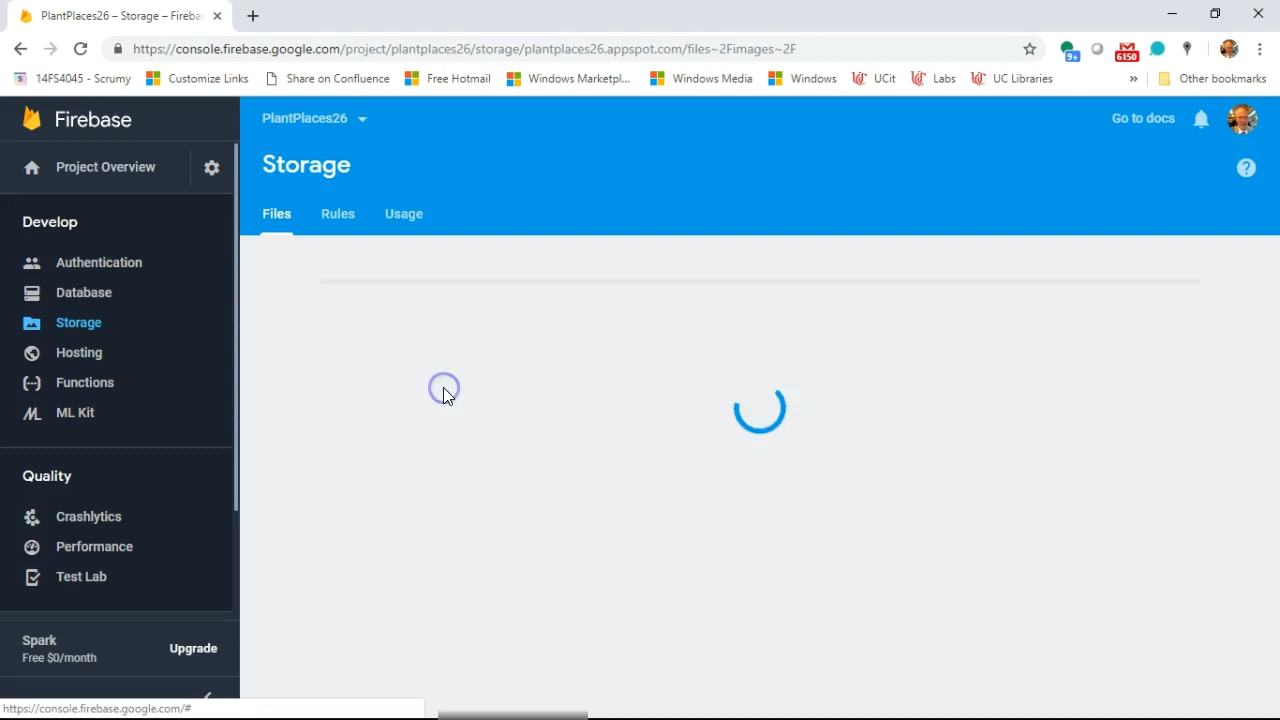 PlantPlaces26 – Storage – Fireba
https://console.firebase.google.com/project/plantplaces26/storage/plantplaces26.appspot.com/files~2Fimages~2F
9+
6150
14FS4045 - Scrumy
Customize Links
Share on Confluence
Free Hotmail
Windows Marketpl...
Windows Media
Windows
UCit
Labs
UC Libraries
»
Other bookmarks
Firebase
PlantPlaces26
Go to docs
Project Overview
Storage
?
Files
Rules
Usage
Develop
Authentication
Database
Storage
Hosting
Functions
ML Kit
Quality
Crashlytics
Performance
Test Lab
Spark
Free $0/month
Upgrade
https://console.firebase.google.com/#